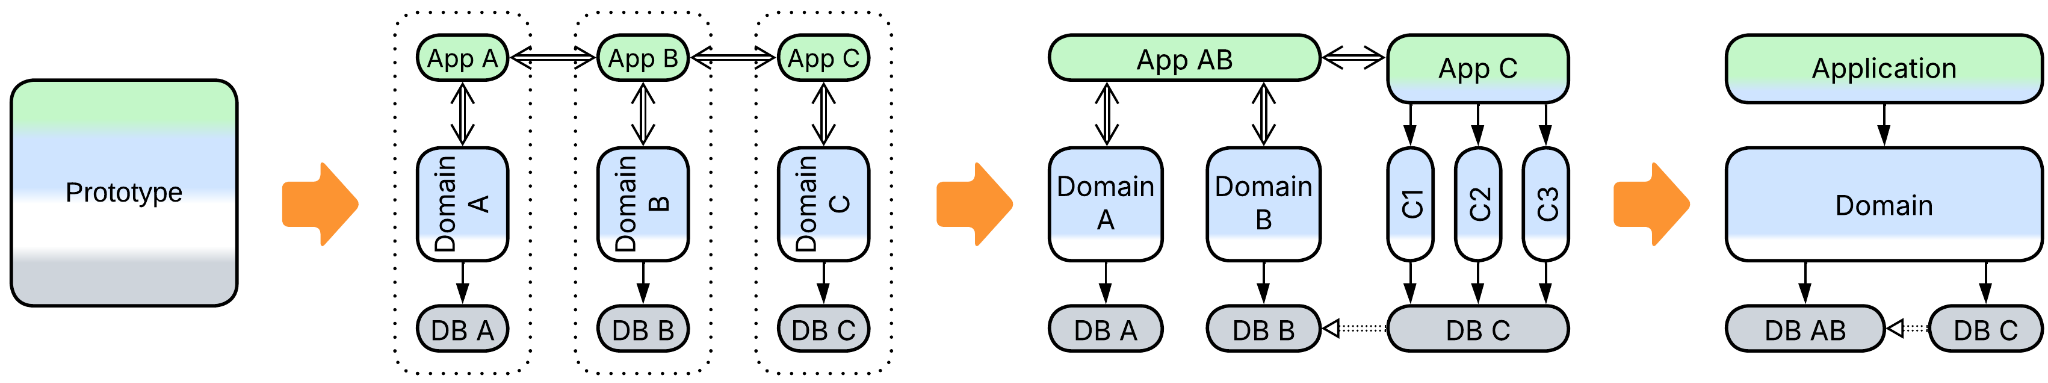 Prototype
App A
App B
App C
Domain
A
Domain
B
Domain
C
DB A
DB B
DB C
App AB
App C
Domain
A
Domain
B
C1
C2
C3
DB A
DB B
DB C
Application
Domain
DB AB
DB C